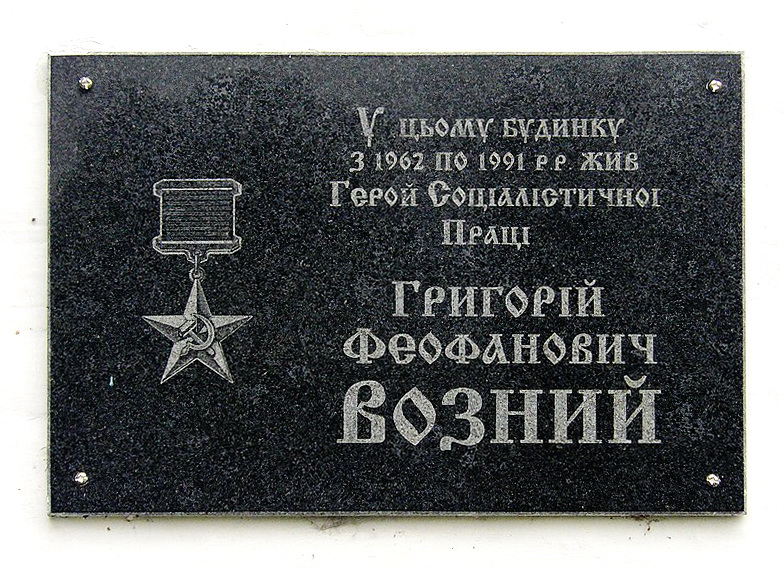 У цьому будинку
з 1962 по 1991 р.р. жив
Герой Соціалістичної
Праці
Григорій
Феофанович
ВОЗНИЙ